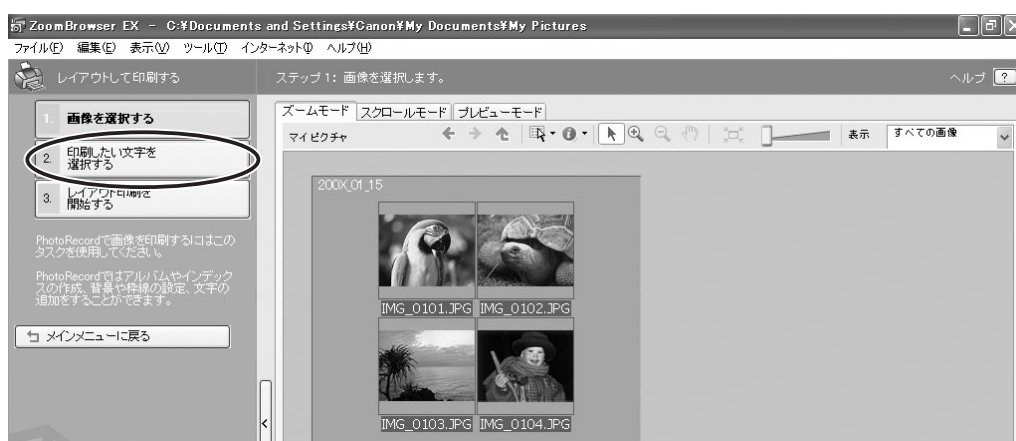 ZoomBrowser EX - C:¥Documents and Settings¥Canon¥My Documents¥My Pictures
ファイル(F) 編集(E) 表示(V) ツール(T) インターネット(I) ヘルプ(H)
レイアウトして印刷する
ステップ 1: 画像を選択します。
ヘルプ ?
1. 画像を選択する
2. 印刷したい文字を
選択する
3. レイアウト印刷を
開始する
PhotoRecordで画像を印刷するにはこの
タスクを使用してください。
PhotoRecordではアルバムやインデック
スの作成、背景や枠線の設定、文字の
追加をすることができます。
メインメニューに戻る
ズームモード スクロールモード プレビューモード
マイ ピクチャ
表示 すべての画像
200X_01_15
IMG_0101.JPG IMG_0102.JPG
IMG_0103.JPG IMG_0104.JPG